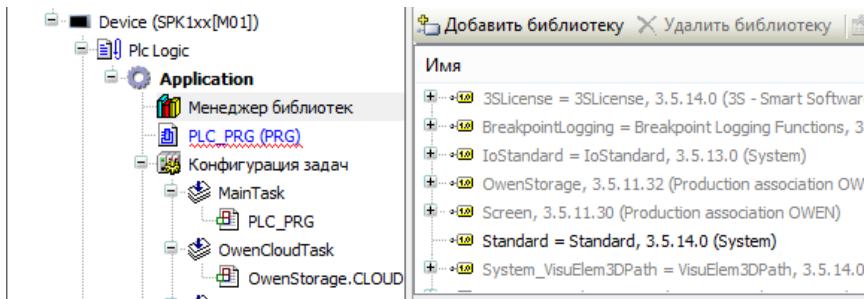 Device (SPK1xx[M01])
Plc Logic
Application
Менеджер библиотек
PLC_PRG (PRG)
Конфигурация задач
MainTask
PLC_PRG
OwenCloudTask
OwenStorage.CLOUD
Добавить библиотеку Удалить библиотеку
Имя
3SLicense = 3SLicense, 3.5.14.0 (3S - Smart Softwar
BreakpointLogging = Breakpoint Logging Functions, 3
IoStandard = IoStandard, 3.5.13.0 (System)
OwenStorage, 3.5.11.32 (Production association OW
Screen, 3.5.11.30 (Production association OWEN)
Standard = Standard, 3.5.14.0 (System)
System_VisuElem3DPath = VisuElem3DPath, 3.5.14.0